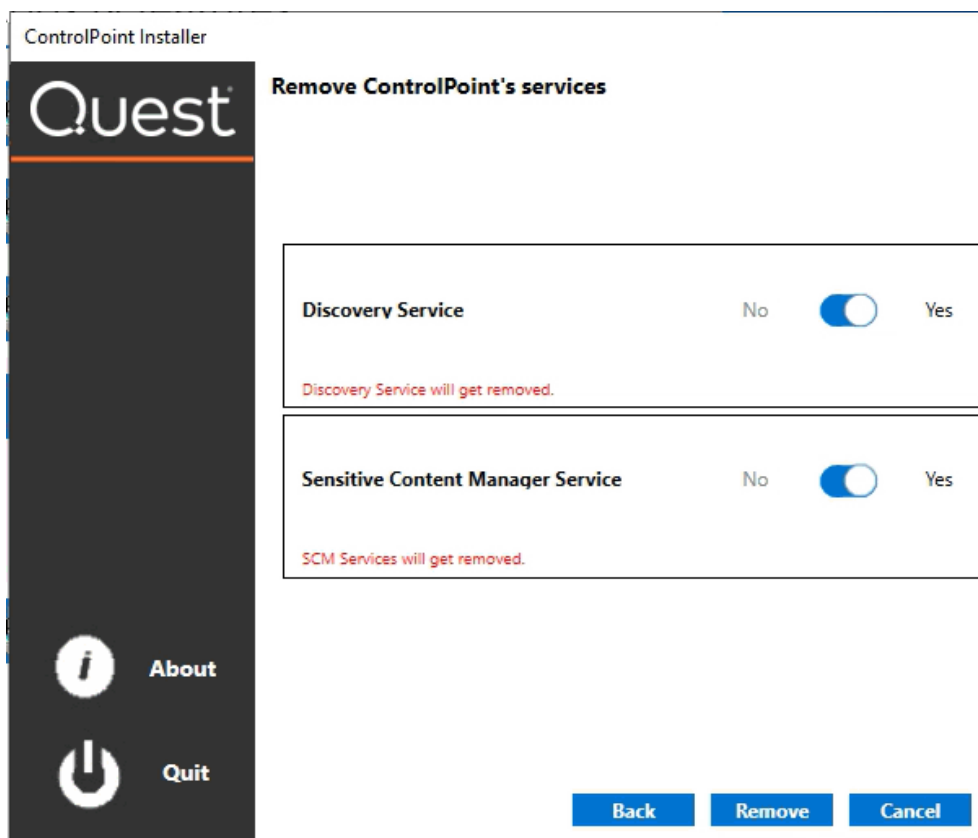 ControlPoint Installer
Quest
Remove ControlPoint's services
Discovery Service
No
Yes
Discovery Service will get removed.
Sensitive Content Manager Service
No
Yes
SCM Services will get removed.
i
About
Quit
Back
Remove
Cancel